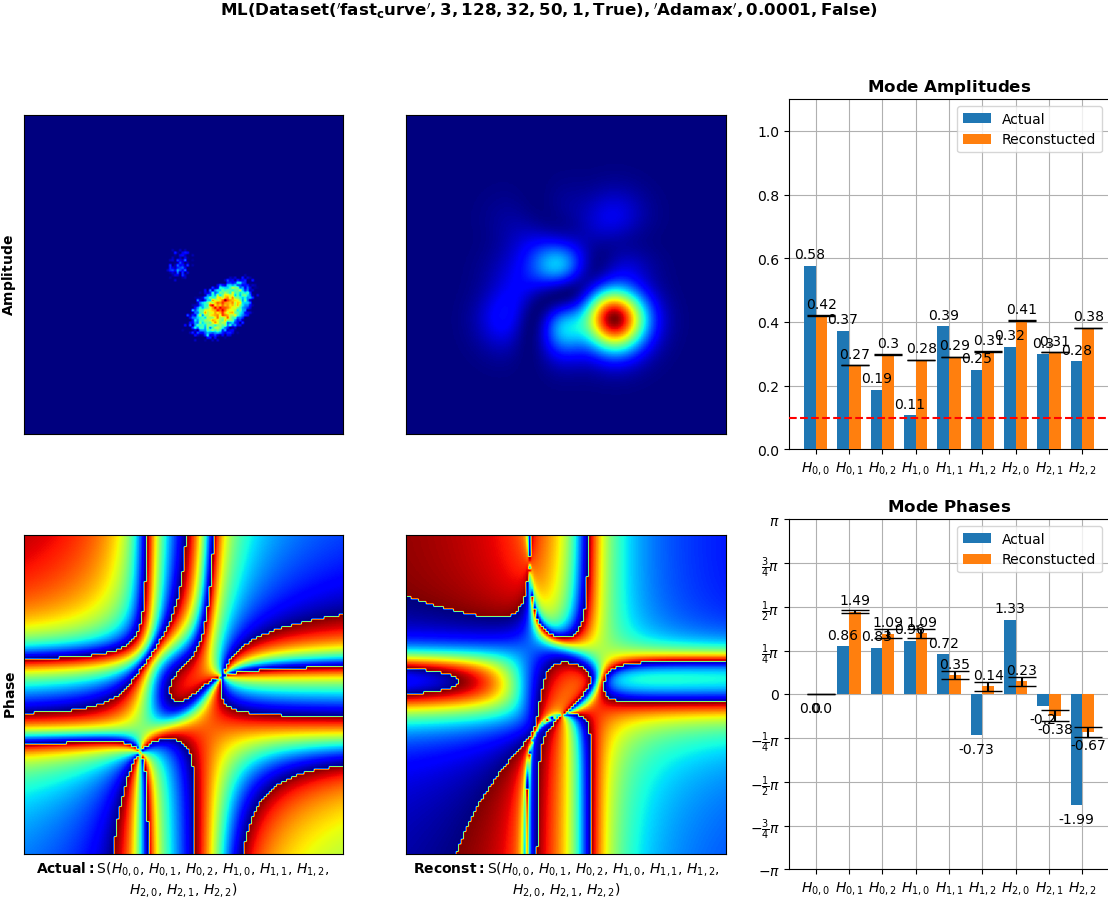 ML(Dataset('fast_curve', 3, 128, 32, 50, 1, True), 'Adamax', 0.0001, False)
Amplitude
Mode Amplitudes
Actual
Reconstucted
1.0
0.8
0.6
0.4
0.2
0.0
0.58
0.42
0.37
0.27
0.19
0.3
0.11
0.28
0.39
0.29
0.25
0.31
0.32
0.41
0.3
0.31
0.28
0.38
H0,0 H0,1 H0,2 H1,0 H1,1 H1,2 H2,0 H2,1 H2,2
Phase
Actual: S(H0,0, H0,1, H0,2, H1,0, H1,1, H1,2,
H2,0, H2,1, H2,2)
Reconst: S(H0,0, H0,1, H0,2, H1,0, H1,1, H1,2,
H2,0, H2,1, H2,2)
Mode Phases
Actual
Reconstucted
π
3/4π
1/2π
1/4π
0
−1/4π
−1/2π
−3/4π
−π
0.0
0.0
0.86
1.49
0.83
1.09
0.96
1.09
0.72
0.35
-0.73
0.14
1.33
0.23
-0.2
-0.38
-1.99
-0.67
H0,0 H0,1 H0,2 H1,0 H1,1 H1,2 H2,0 H2,1 H2,2